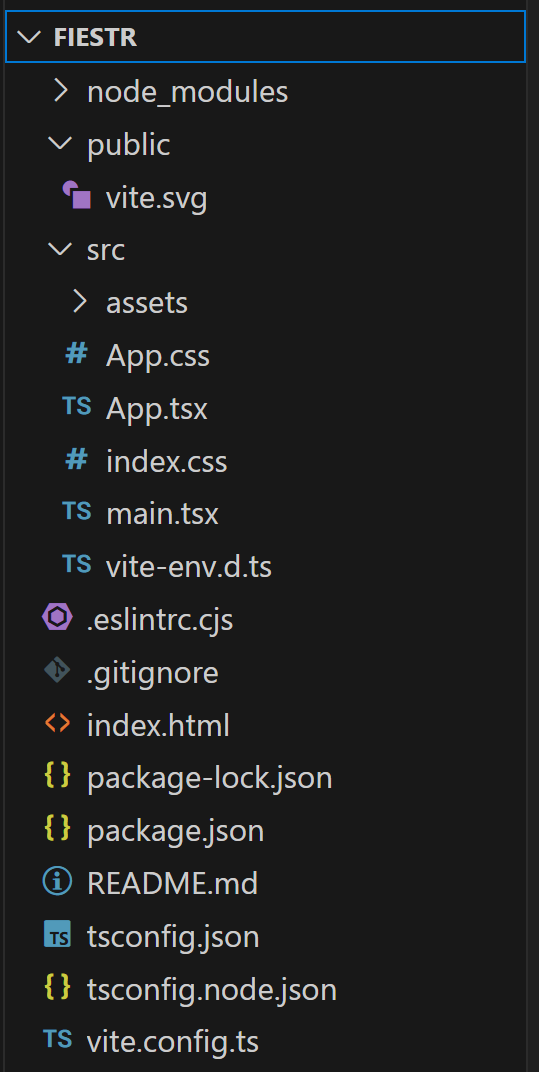 FIESTR
node_modules
public
vite.svg
src
assets
# App.css
TS App.tsx
# index.css
TS main.tsx
TS vite-env.d.ts
.eslintrc.cjs
.gitignore
<> index.html
{} package-lock.json
{} package.json
README.md
TS tsconfig.json
{} tsconfig.node.json
TS vite.config.ts